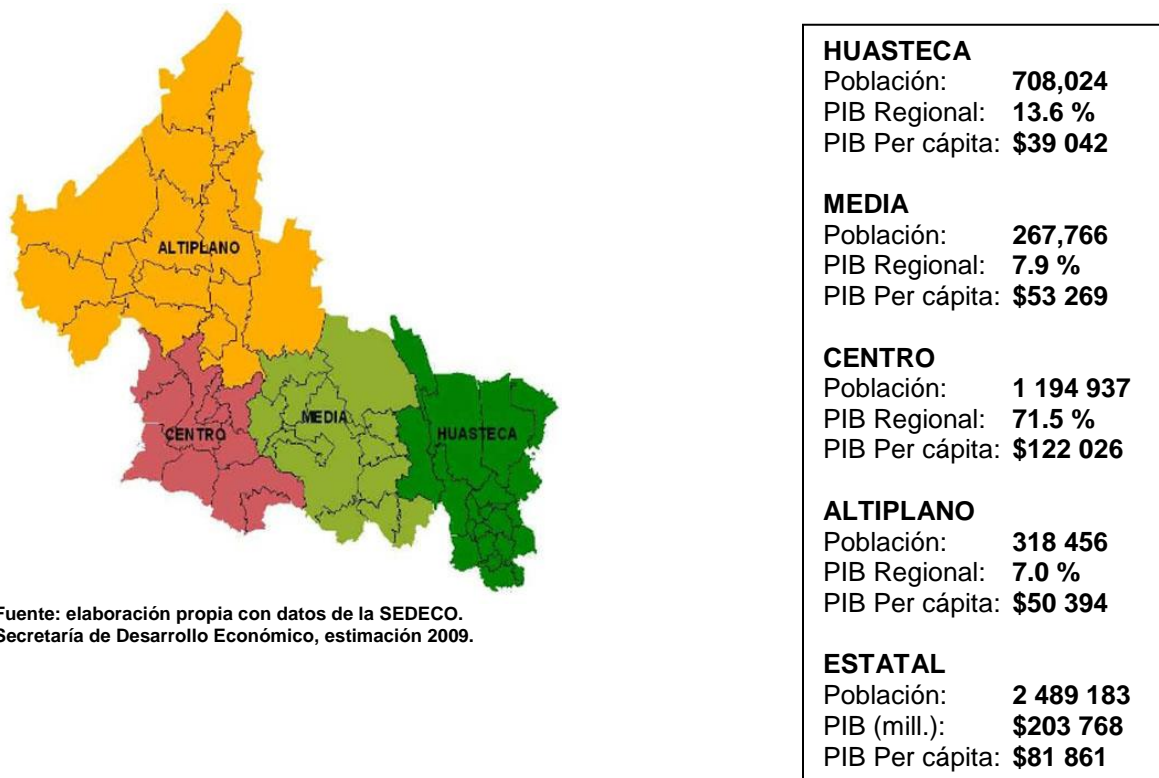 ALTIPLANO
CENTRO
MEDIA
HUASTECA
Fuente: elaboración propia con datos de la SEDECO.
Secretaría de Desarrollo Económico, estimación 2009.
HUASTECA
Población: 708,024
PIB Regional: 13.6 %
PIB Per cápita: $39 042
MEDIA
Población: 267,766
PIB Regional: 7.9 %
PIB Per cápita: $53 269
CENTRO
Población: 1 194 937
PIB Regional: 71.5 %
PIB Per cápita: $122 026
ALTIPLANO
Población: 318 456
PIB Regional: 7.0 %
PIB Per cápita: $50 394
ESTATAL
Población: 2 489 183
PIB (mill.): $203 768
PIB Per cápita: $81 861